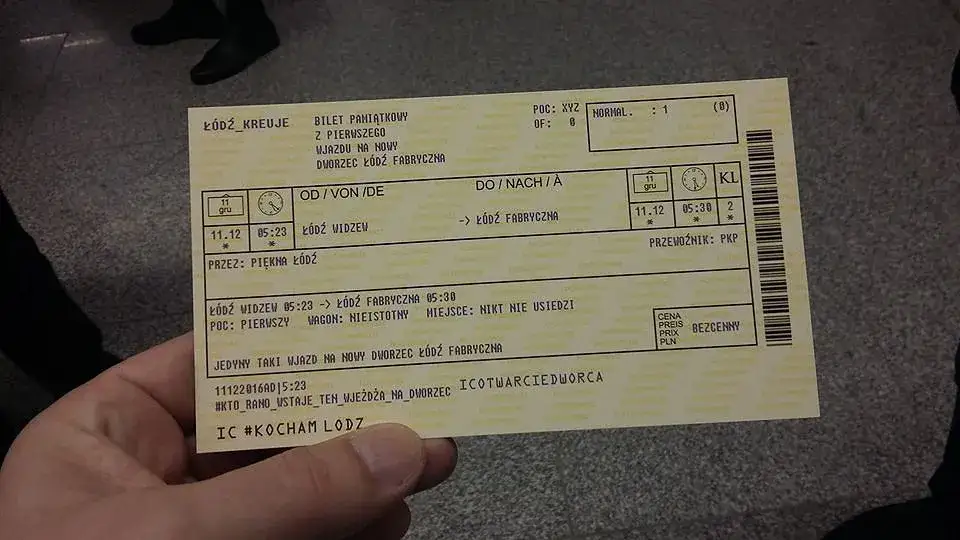 ŁÓDŹ_KREUJE
BILET PAMIĄTKOWY
Z PIERWSZEGO
WJAZDU NA NOWY
DWORZEC ŁÓDŹ FABRYCZNA
POC: XYZ
OF: 0
NORMAL. : 1 (0)
11 gru
OD / VON / DE
DO / NACH / À
11 gru
KL
11.12 05:23 ŁÓDŹ WIDZEW -> ŁÓDŹ FABRYCZNA 11.12 05:30 2
* * * * *
PRZEZ: PIĘKNA ŁÓDŹ
PRZEWOŹNIK: PKP
ŁÓDŹ WIDZEW 05:23 -> ŁÓDŹ FABRYCZNA 05:30
POC: PIERWSZY WAGON: NIEISTOTNY MIEJSCE: NIKT NIE USIEDZI
CENA
PREIS
PRIX
PLN
BEZCENNY
JEDYNY TAKI WJAZD NA NOWY DWORZEC ŁÓDŹ FABRYCZNA
11122016AD|5:23
#KTO_RANO_WSTAJE_TEN_WJEŻDŻA_NA_DWORZEC ICOTWARCIEDWORCA
IC #KOCHAM LODZ